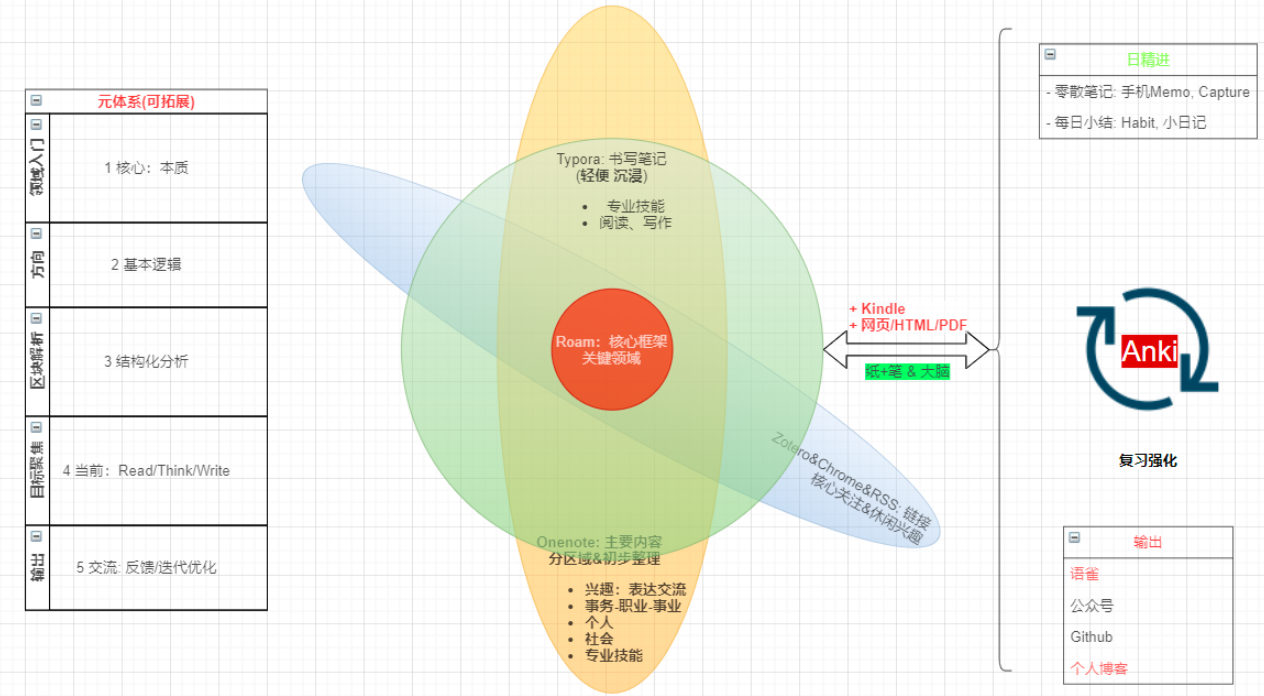 元体系(可拓展)
领域入门
1 核心：本质
方向
2 基本逻辑
区块解析
3 结构化分析
目标聚集
4 当前：Read/Think/Write
输出
5 交流: 反馈/迭代优化
Typora: 书写笔记
(轻便 沉浸)
• 专业技能
• 阅读、写作
Roam：核心框架
关键领域
Zotero&Chrome&RSS: 链接
核心关注&休闲兴趣
Onenote: 主要内容
分区域&初步整理
• 兴趣：表达交流
• 事务-职业-事业
• 个人
• 社会
• 专业技能
+ Kindle
+ 网页/HTML/PDF
纸+笔 & 大脑
日精进
- 零散笔记: 手机Memo, Capture
- 每日小结: Habit, 小日记
Anki
复习强化
输出
语雀
公众号
Github
个人博客